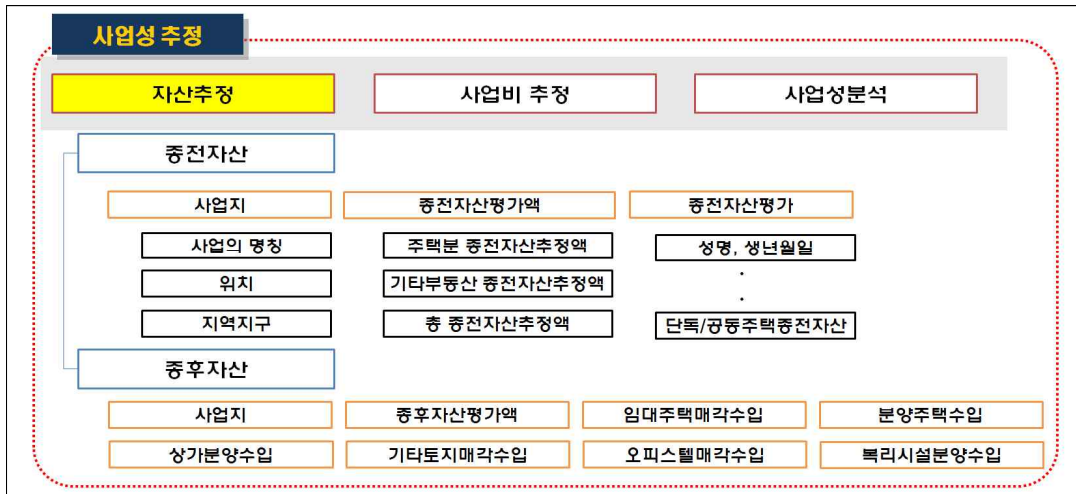 사업성 추정
자산추정 사업비 추정 사업성분석
종전자산
사업지 종전자산평가액 종전자산평가
사업의 명칭 주택분 종전자산추정액 성명, 생년월일
위치 기타부동산 종전자산추정액 .
.
지역지구 총 종전자산추정액 단독/공동주택종전자산
종후자산
사업지 종후자산평가액 임대주택매각수입 분양주택수입
상가분양수입 기타토지매각수입 오피스텔매각수입 복리시설분양수입